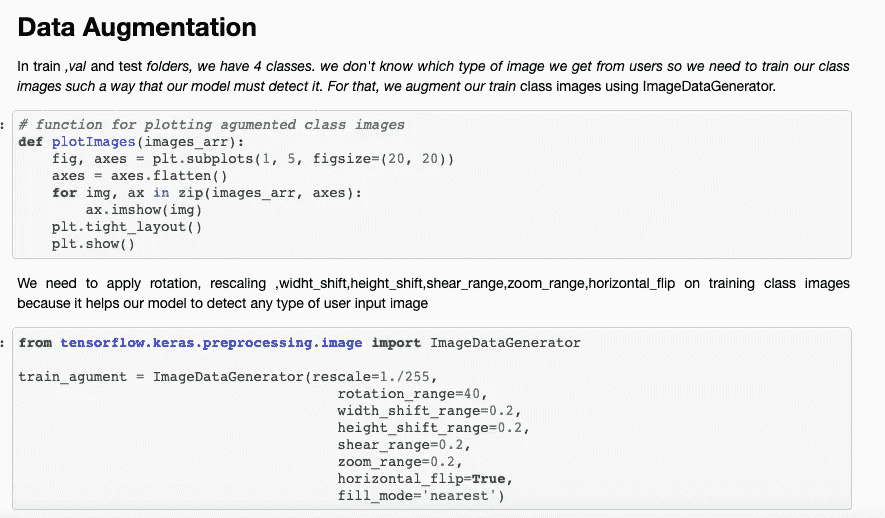 Data Augmentation
In train ,val and test folders, we have 4 classes. we don't know which type of image we get from users so we need to train our class
images such a way that our model must detect it. For that, we augment our train class images using ImageDataGenerator.
: # function for plotting agumented class images
def plotImages(images_arr):
    fig, axes = plt.subplots(1, 5, figsize=(20, 20))
    axes = axes.flatten()
    for img, ax in zip(images_arr, axes):
        ax.imshow(img)
    plt.tight_layout()
    plt.show()
We need to apply rotation, rescaling ,widht_shift,height_shift,shear_range,zoom_range,horizontal_flip on training class images
because it helps our model to detect any type of user input image
: from tensorflow.keras.preprocessing.image import ImageDataGenerator
train_agument = ImageDataGenerator(rescale=1./255,
                                      rotation_range=40,
                                      width_shift_range=0.2,
                                      height_shift_range=0.2,
                                      shear_range=0.2,
                                      zoom_range=0.2,
                                      horizontal_flip=True,
                                      fill_mode='nearest')